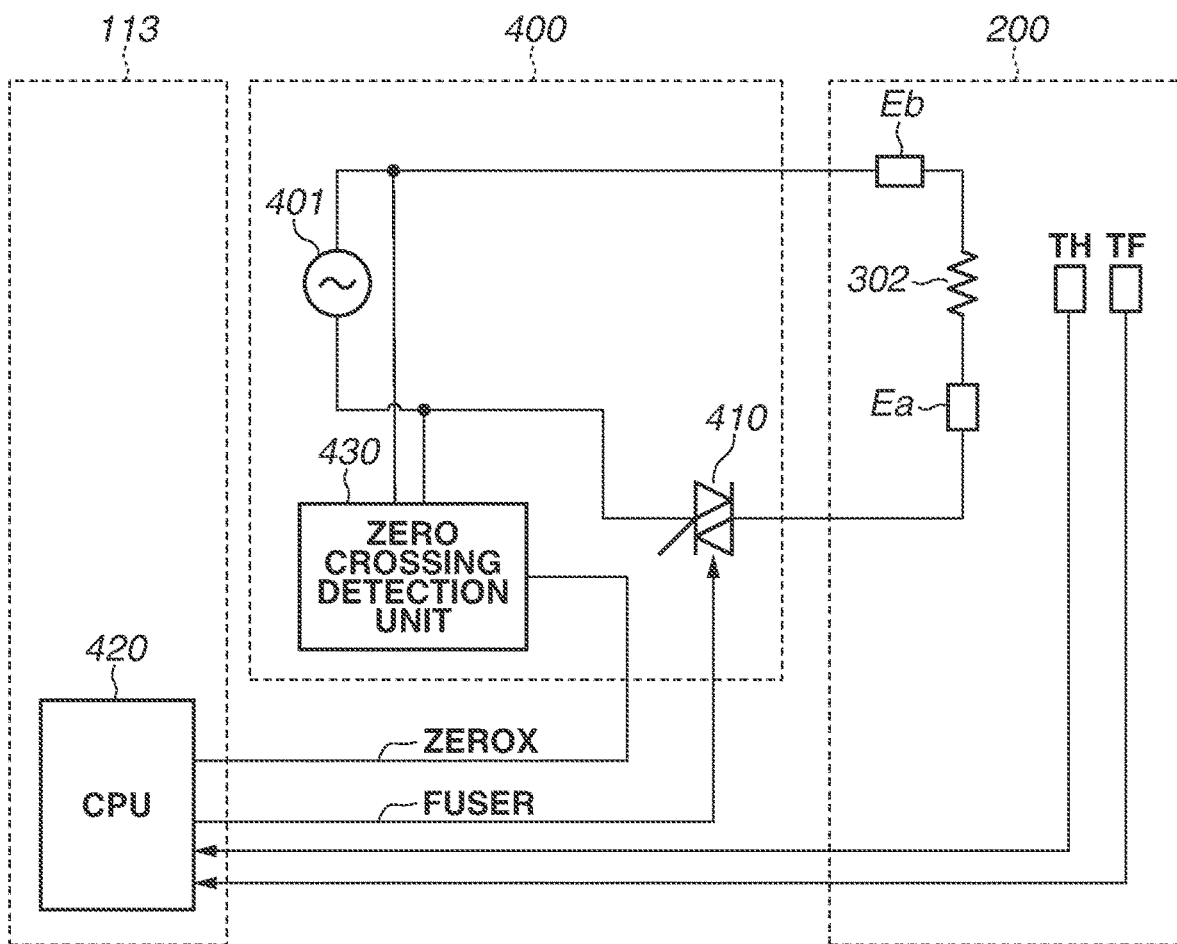 113
400
200
Eb
401
TH TF
302
Ea
410
430
ZERO
CROSSING
DETECTION
UNIT
420
ZEROX
CPU
FUSER